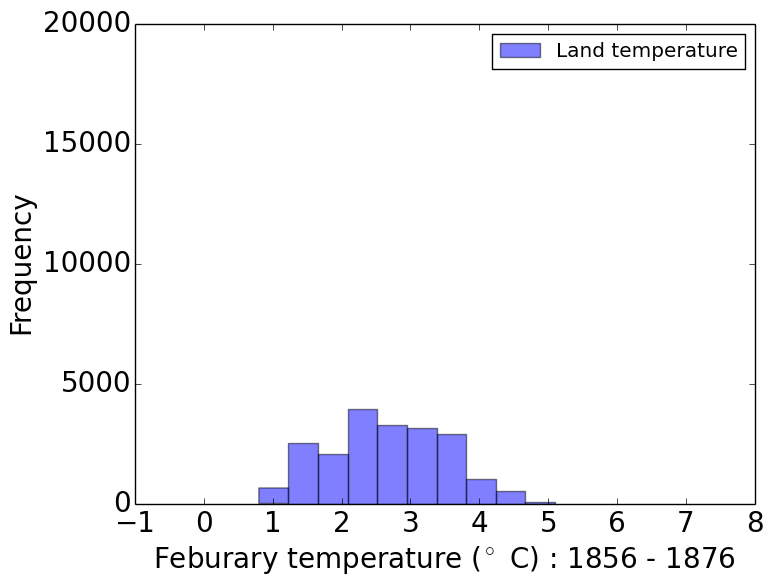 20000
Land temperature
15000
Frequency
10000
5000
0
−1 0 1 2 3 4 5 6 7 8
Feburary temperature (° C) : 1856 - 1876